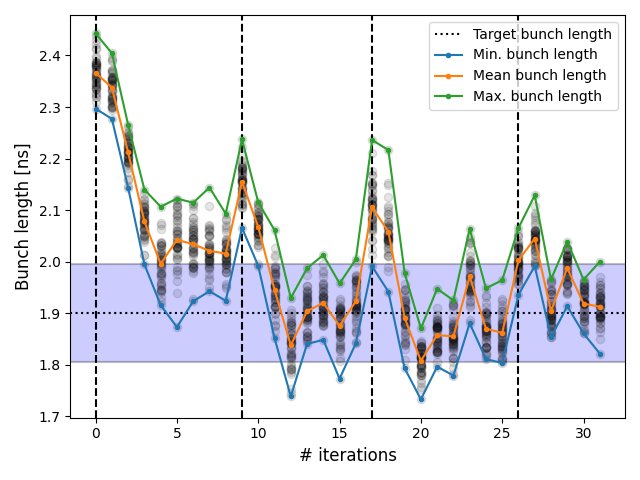 Target bunch length
Min. bunch length
Mean bunch length
Max. bunch length
Bunch length [ns]
2.4
2.3
2.2
2.1
2.0
1.9
1.8
1.7
0 5 10 15 20 25 30
# iterations